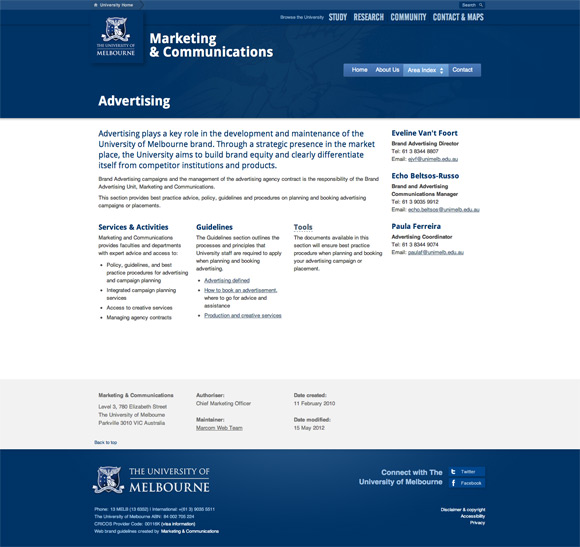 University Home
Search
Browse the University STUDY RESEARCH COMMUNITY CONTACT & MAPS
THE UNIVERSITY OF
MELBOURNE
Marketing
& Communications
Home About Us Area Index Contact
Advertising
Advertising plays a key role in the development and maintenance of the
University of Melbourne brand. Through a strategic presence in the market
place, the University aims to build brand equity and clearly differentiate
itself from competitor institutions and products.
Brand Advertising campaigns and the management of the advertising agency contract is the responsibility of the Brand
Advertising Unit, Marketing and Communications.
This section provides best practice advice, policy, guidelines and procedures on planning and booking advertising
campaigns or placements.
Services & Activities
Marketing and Communications
provides faculties and departments
with expert advice and access to:
• Policy, guidelines, and best
practice procedures for advertising
and campaign planning
• Integrated campaign planning
services
• Access to creative services
• Managing agency contracts
Guidelines
The Guidelines section outlines the
processes and principles that
University staff are required to apply
when planning and booking
advertising.
• Advertising defined
• How to book an advertisement,
where to go for advice and
assistance
• Production and creative services
Tools
The documents available in this
section will ensure best practice
procedure when planning and booking
your advertising campaign or
placement.
Eveline Van't Foort
Brand Advertising Director
Tel: 61 3 8344 8807
Email: ejvf@unimelb.edu.au
Echo Beltsos-Russo
Brand and Advertising
Communications Manager
Tel: 61 3 9035 9912
Email: echo.beltsos@unimelb.edu.au
Paula Ferreira
Advertising Coordinator
Tel: 61 3 8344 9074
Email: paulaf@unimelb.edu.au
Marketing & Communications
Level 3, 780 Elizabeth Street
The University of Melbourne
Parkville 3010 VIC Australia
Authoriser:
Chief Marketing Officer
Maintainer:
Marcom Web Team
Date created:
11 February 2010
Date modified:
15 May 2012
Back to top
THE UNIVERSITY OF
MELBOURNE
Connect with The
University of Melbourne
Twitter
Facebook
Phone: 13 MELB (13 6352) | International: +(61 3) 9035 5511
The University of Melbourne ABN: 84 002 705 224
CRICOS Provider Code: 00116K (visa information)
Web brand guidelines created by Marketing & Communications
Disclaimer & copyright
Accessibility
Privacy